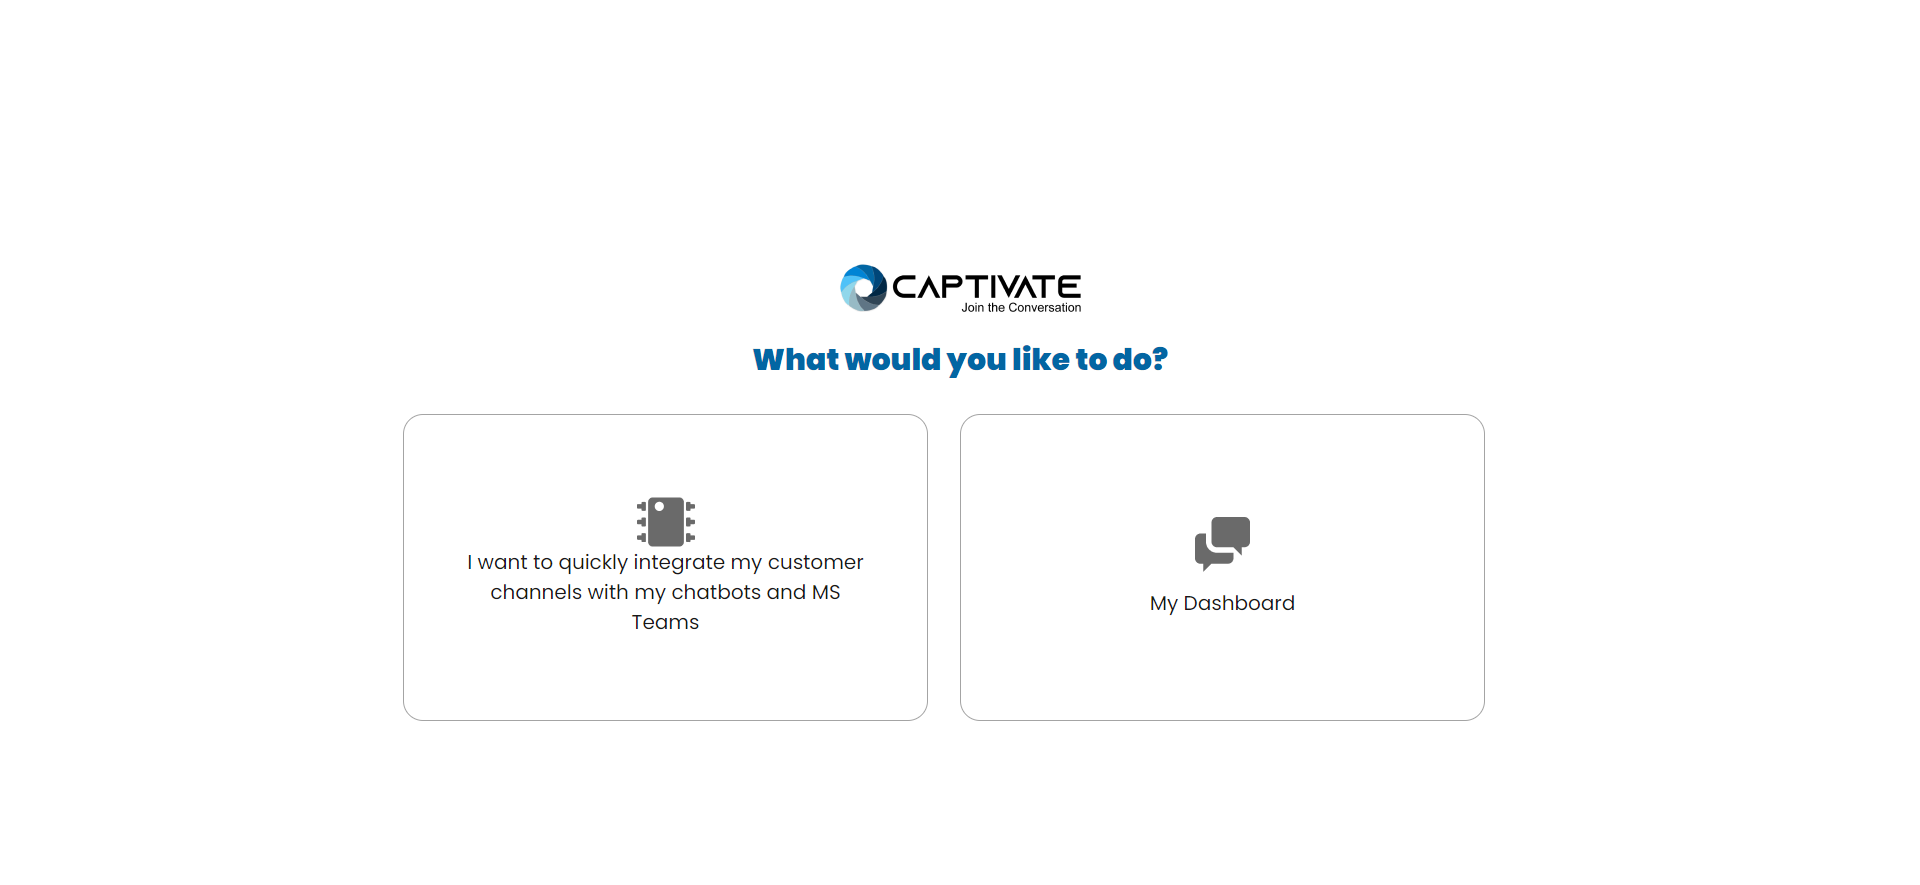 CAPTIVATE
Join the Conversation
What would you like to do?
I want to quickly integrate my customer
channels with my chatbots and MS
Teams
My Dashboard